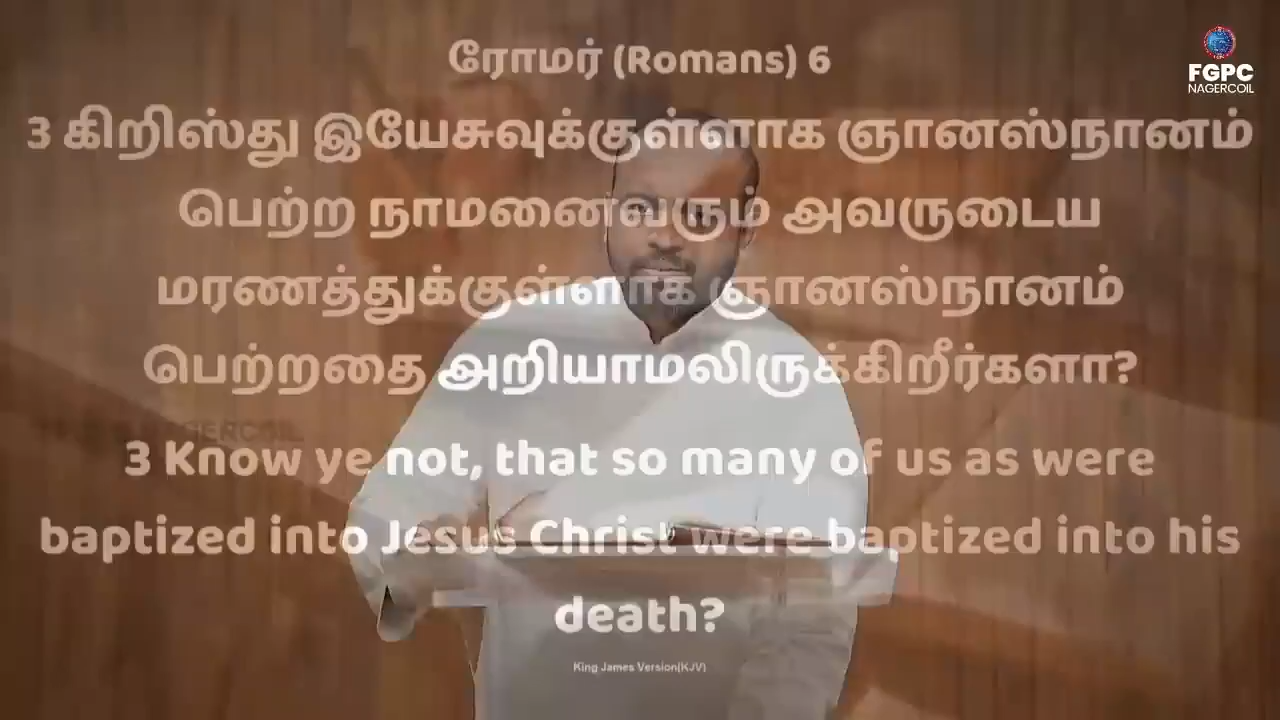 ரோமர் (Romans) 6
FGPC
NAGERCOIL
3 கிறிஸ்து இயேசுவுக்குள்ளாக ஞானஸ்நானம்
பெற்ற நாமனைவரும் அவருடைய
மரணத்துக்குள்ளாக ஞானஸ்நானம்
பெற்றதை அறியாமலிருக்கிறீர்களா?
NAGERCOIL
3 Know ye not, that so many of us as were
baptized into Jesus Christ were baptized into his
death?
King James Version(KJV)